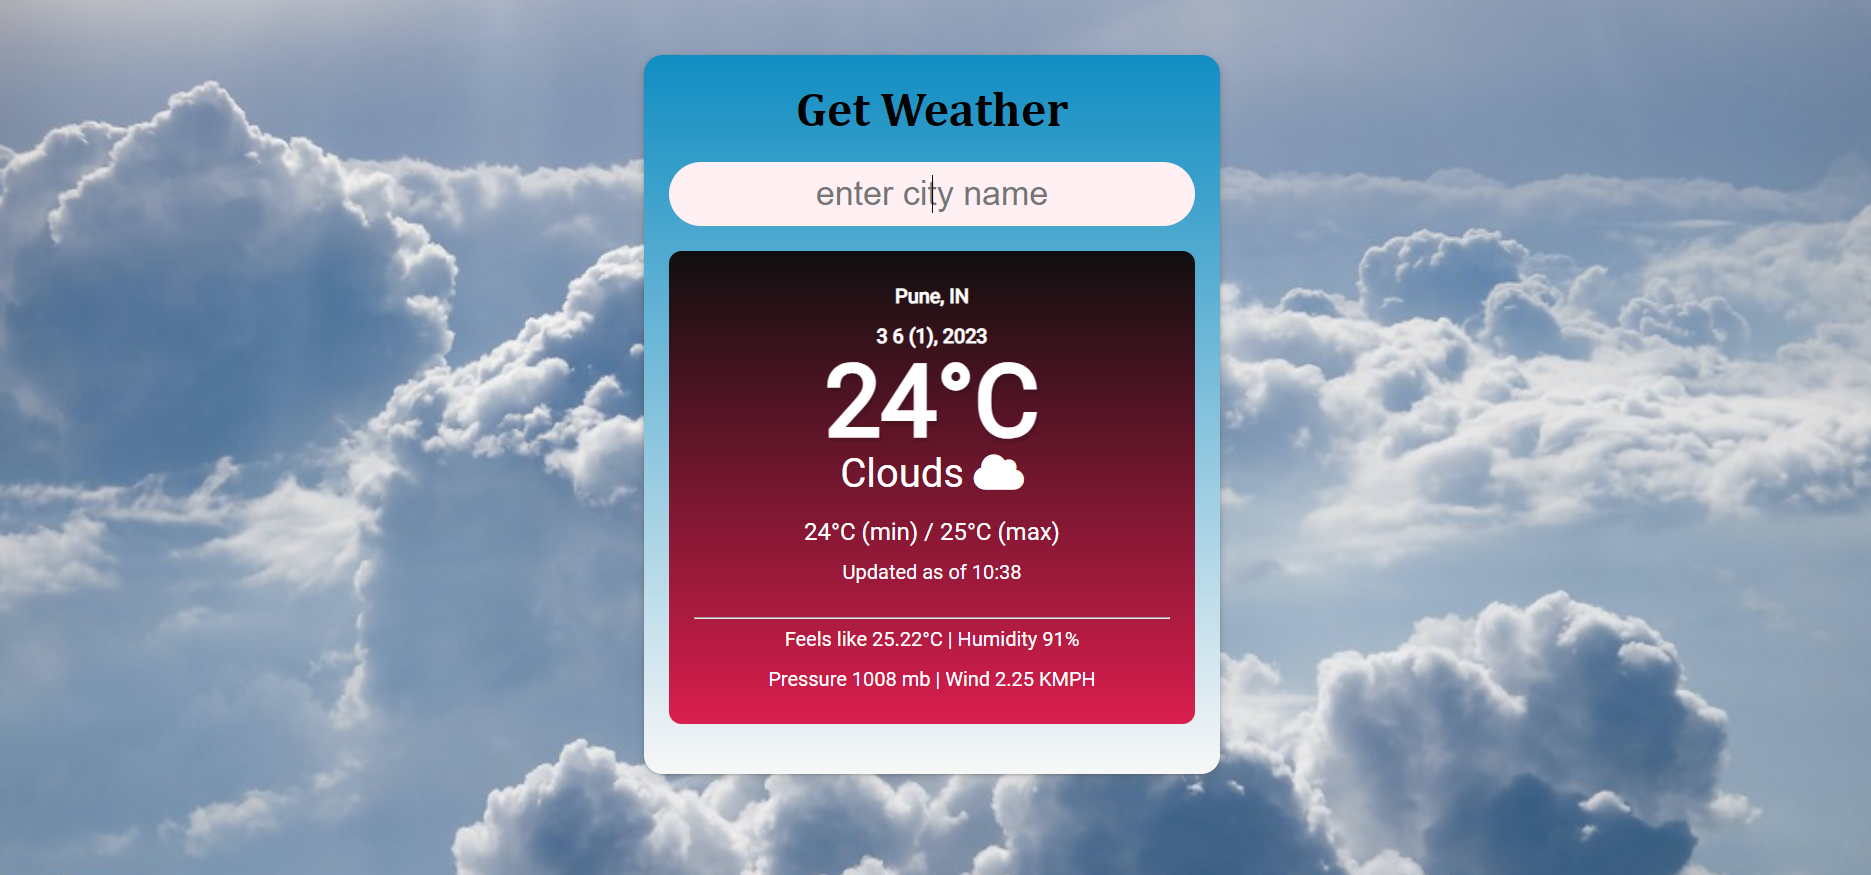 Get Weather
enter city name
Pune, IN
3 6 (1), 2023
24°C
Clouds
24°C (min) / 25°C (max)
Updated as of 10:38
Feels like 25.22°C | Humidity 91%
Pressure 1008 mb | Wind 2.25 KMPH